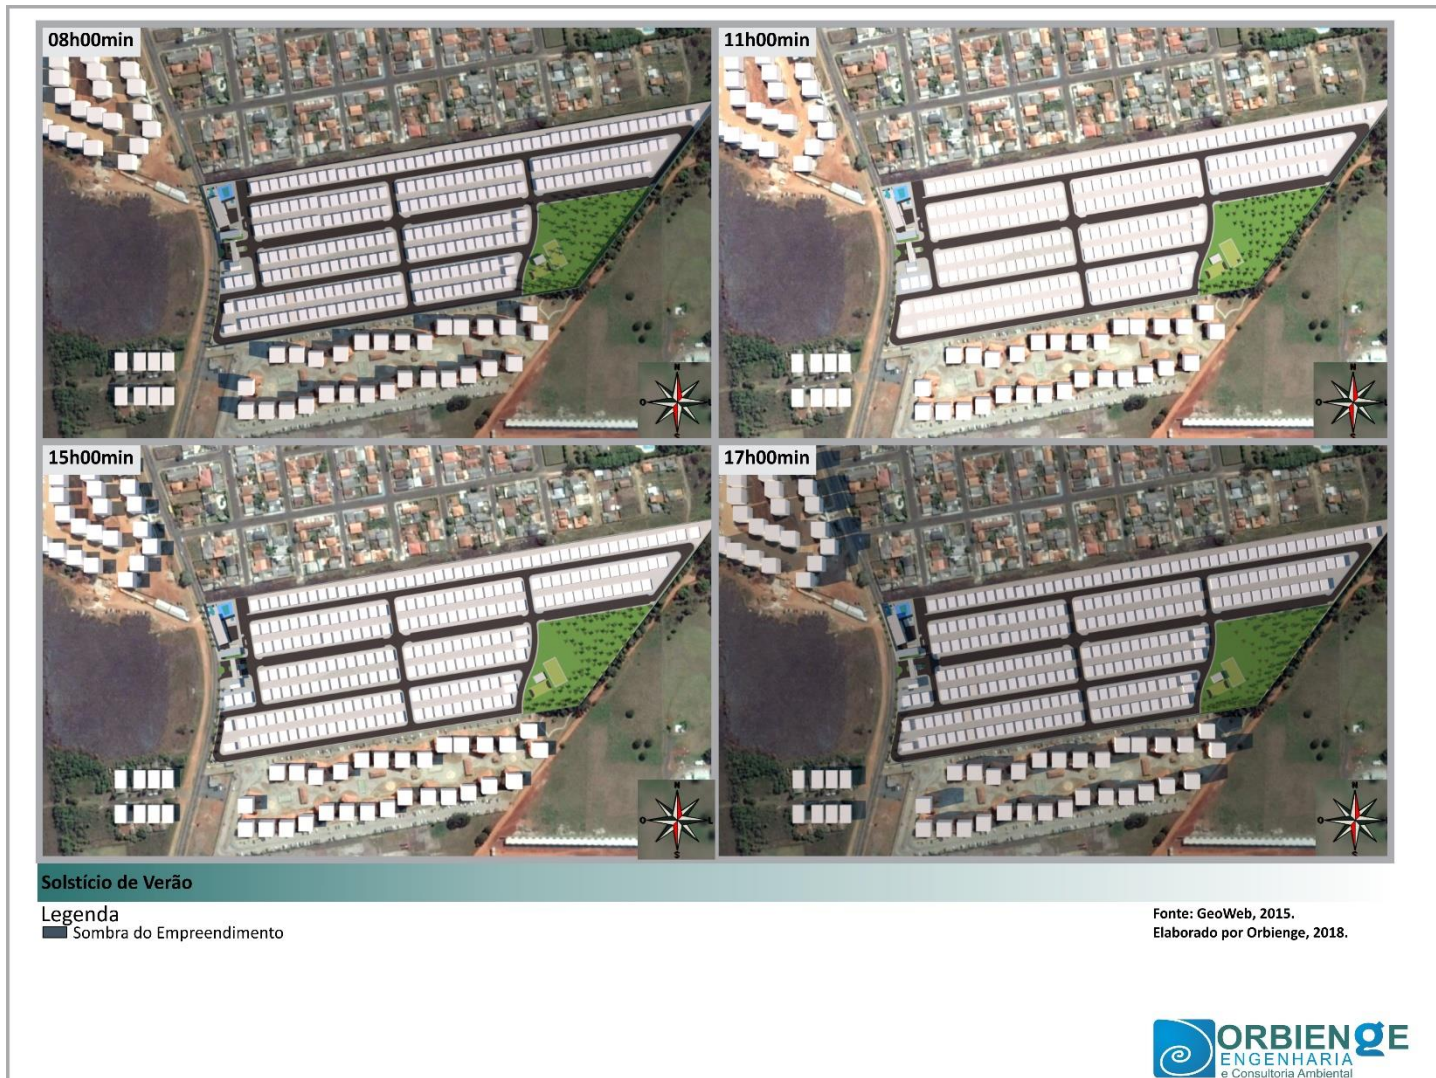 08h00min
11h00min
N
O
L
S
N
O
L
S
15h00min
17h00min
N
O
L
S
N
O
L
S
Solstício de Verão
Legenda
Sombra do Empreendimento
Fonte: GeoWeb, 2015.
Elaborado por Orbienge, 2018.
ORBIENGE
ENGENHARIA
e Consultoria Ambiental